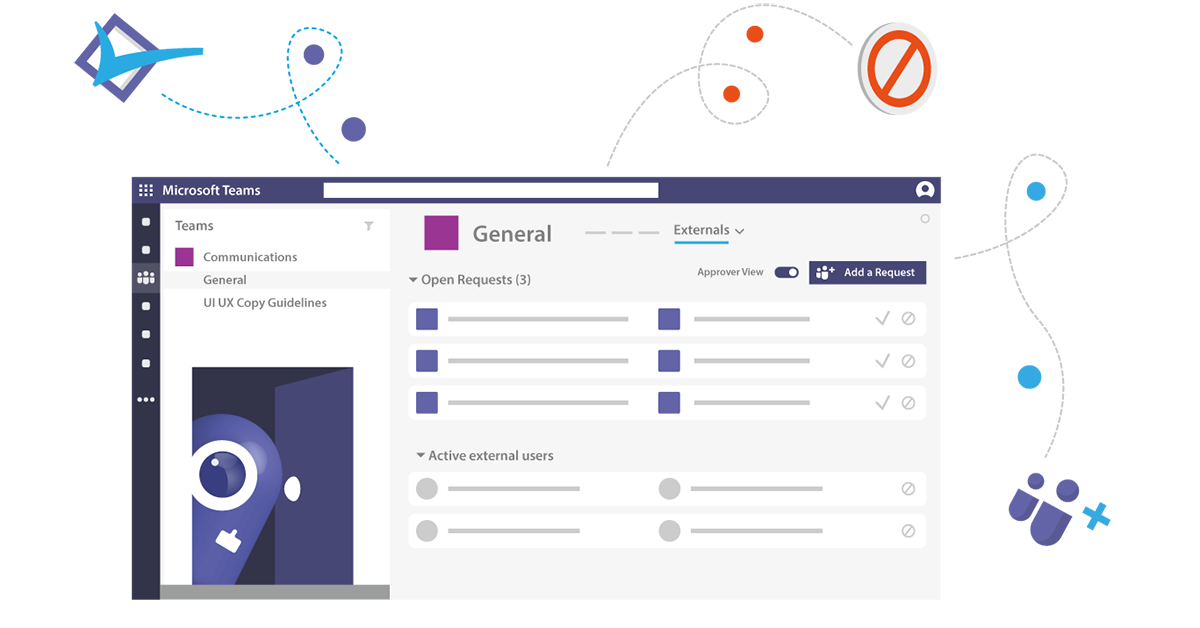 Microsoft Teams
Teams
Communications
General
UI UX Copy Guidelines
General
Externals
Open Requests (3)
Approver View
Add a Request
Active external users